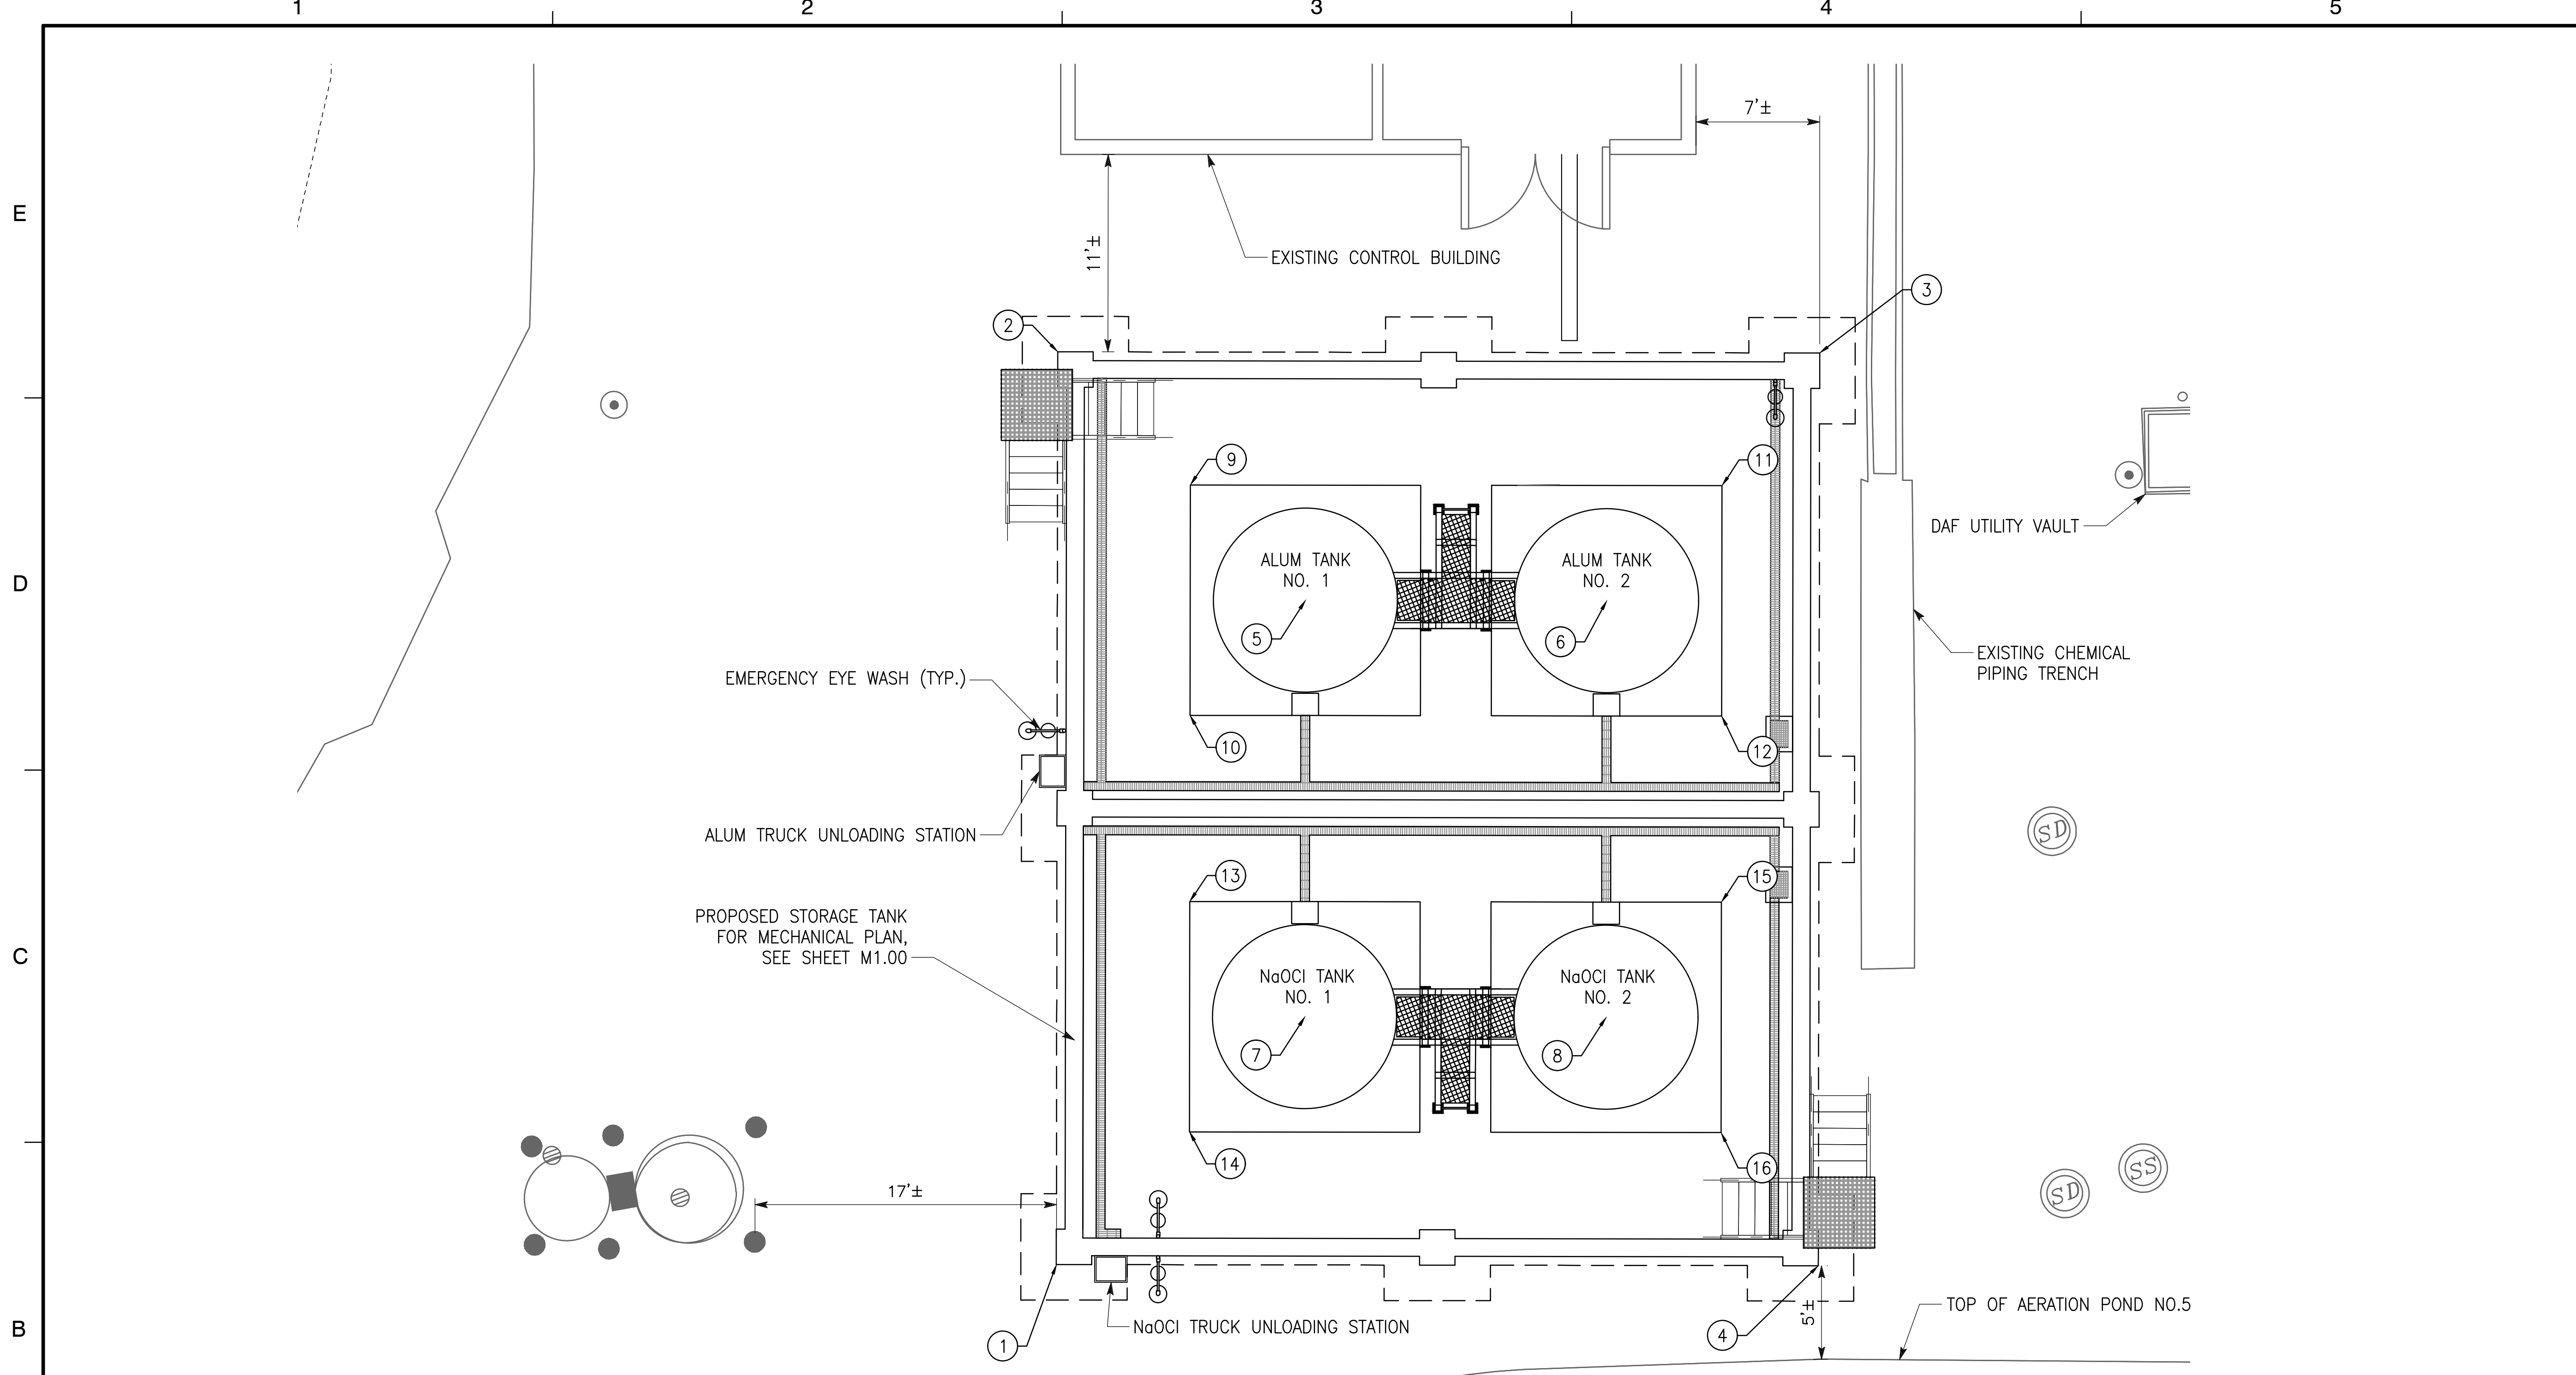 1 2 3 4 5
7'±
E
11'±
EXISTING CONTROL BUILDING
2
3
9
11
DAF UTILITY VAULT
ALUM TANK
NO. 1
ALUM TANK
NO. 2
D
5
6
EXISTING CHEMICAL
PIPING TRENCH
EMERGENCY EYE WASH (TYP.)
10
12
ALUM TRUCK UNLOADING STATION
SD
13
15
PROPOSED STORAGE TANK
FOR MECHANICAL PLAN,
SEE SHEET M1.00
C
NaOCl TANK
NO. 1
NaOCl TANK
NO. 2
7
8
14
16
SS
SD
17'±
B
5'±
TOP OF AERATION POND NO.5
NaOCl TRUCK UNLOADING STATION
1
4